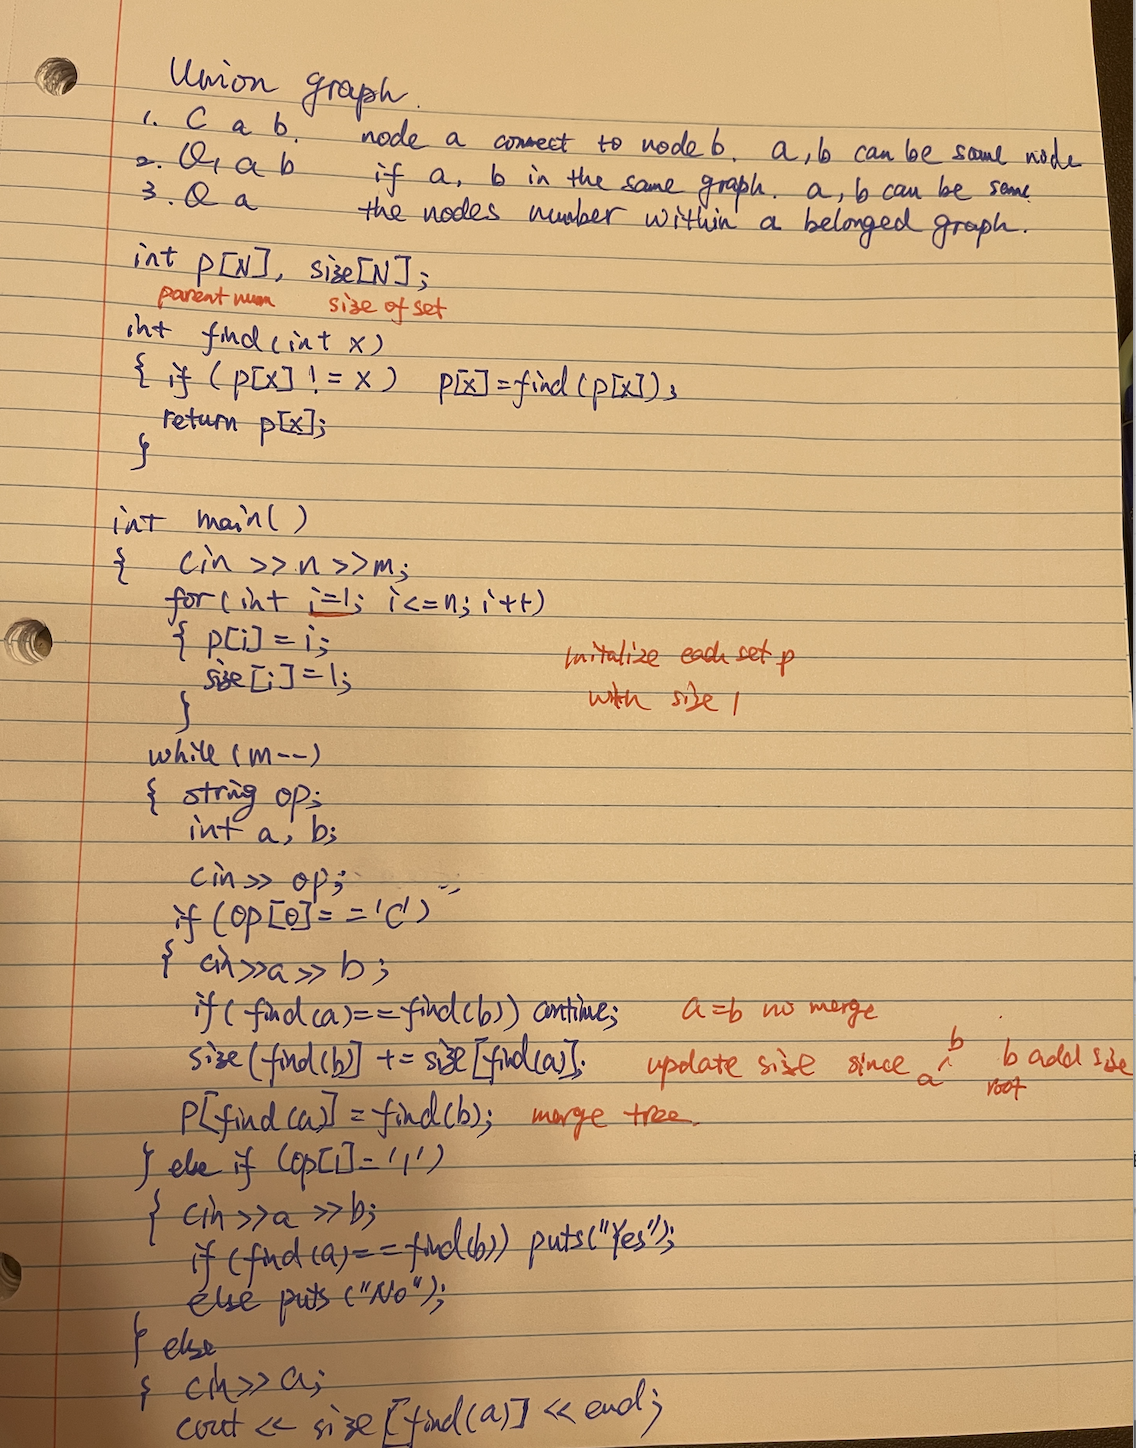 Union graph.
1. C a b. node a connect to node b. a, b can be same node
2. Q1 a b if a, b in the same graph. a, b can be same
3. Q a the nodes number within a belonged graph.
int p[N], size[N];
parent num size of set
int find(int x)
{ if (p[x] != x) p[x]=find(p[x]);
return p[x];
}
int main()
{ cin >> n >> m;
for(int i=1; i<=n; i++)
{ p[i] = i;
initalize each set p
size[i]=1;
with size 1
}
while (m--)
{ string op;
int a, b;
cin >> op;
if (op[0]=='C')
{ cin>>a >> b;
if( find(a)==find(b)) continue; a=b no merge
size(find(b)] += size[find(a)]; update size since a b b add size
root
P[find(a)] = find(b); merge tree.
} else if (op[1]='1')
{ cin >>a >>b;
if (find(a)==find(b)) puts("Yes");
else puts ("No");
} else
{ cin >> a;
cout << size [find(a)] << end;